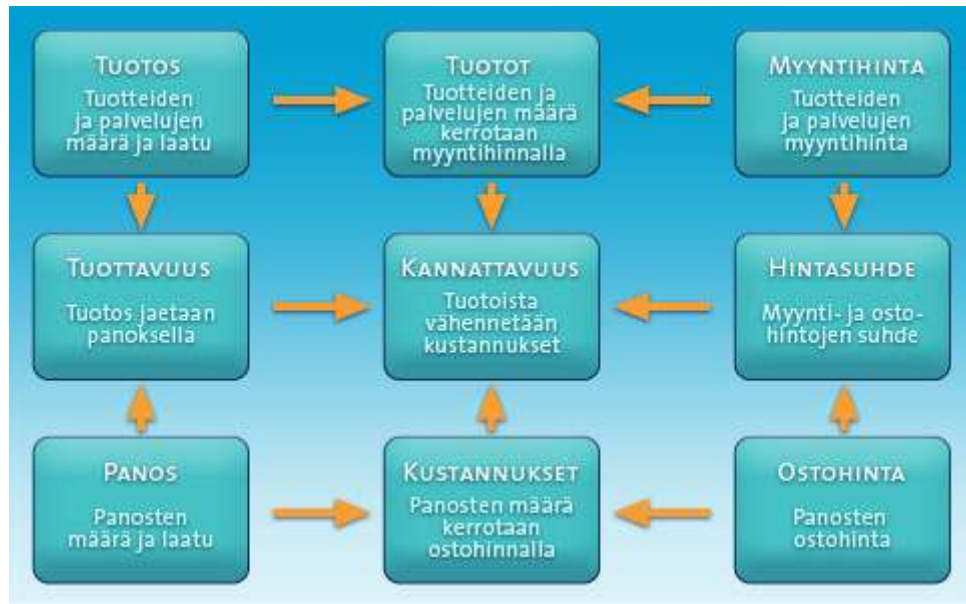 TUOTOS
Tuotteiden
ja palvelujen
määrä ja laatu
TUOTOT
Tuotteiden ja
palvelujen määrä
kerrotaan
myyntihinnalla
MYYNTIHINTA
Tuotteiden
ja palvelujen
myyntihinta
TUOTTAVUUS
Tuotos jaetaan
panoksella
KANNATTAVUUS
Tuotoista
vähennetään
kustannukset
HINTASUHDE
Myynti- ja osto-
hintojen suhde
PANOS
Panosten
määrä ja laatu
KUSTANNUKSET
Panosten määrä
kerrotaan
ostohinnalla
OSTOHINTA
Panosten
ostohinta